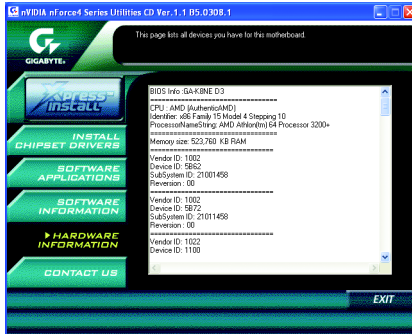 nVIDIA nForce4 Series Utilities CD Ver.1.1 B5.0308.1
This page lists all devices you have for this motherboard.
GIGABYTE
Xpress-
INSTALL
INSTALL
CHIPSET DRIVERS
SOFTWARE
APPLICATIONS
SOFTWARE
INFORMATION
HARDWARE
INFORMATION
CONTACT US
BIOS Info :GA-K8NE D3
================================
CPU : AMD (AuthenticAMD)
Identifier: x86 Family 15 Model 4 Stepping 10
ProcessorNameString: AMD Athlon(tm) 64 Processor 3200+
================================
Memory size: 523,760 KB RAM
================================
Vendor ID: 1002
Device ID: 5B62
SubSystem ID: 21001458
Reversion : 00
================================
Vendor ID: 1002
Device ID: 5B72
SubSystem ID: 21011458
Reversion : 00
================================
Vendor ID: 1022
Device ID: 1100
EXIT